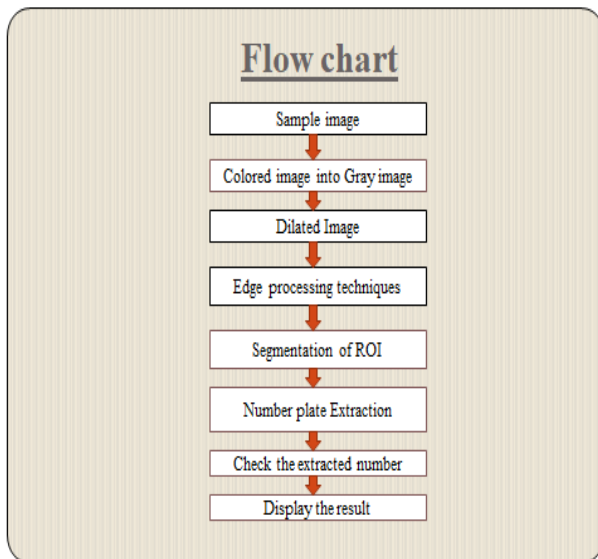 Flow chart
Sample image
Colored image into Gray image
Dilated Image
Edge processing techniques
Segmentation of ROI
Number plate Extraction
Check the extracted number
Display the result